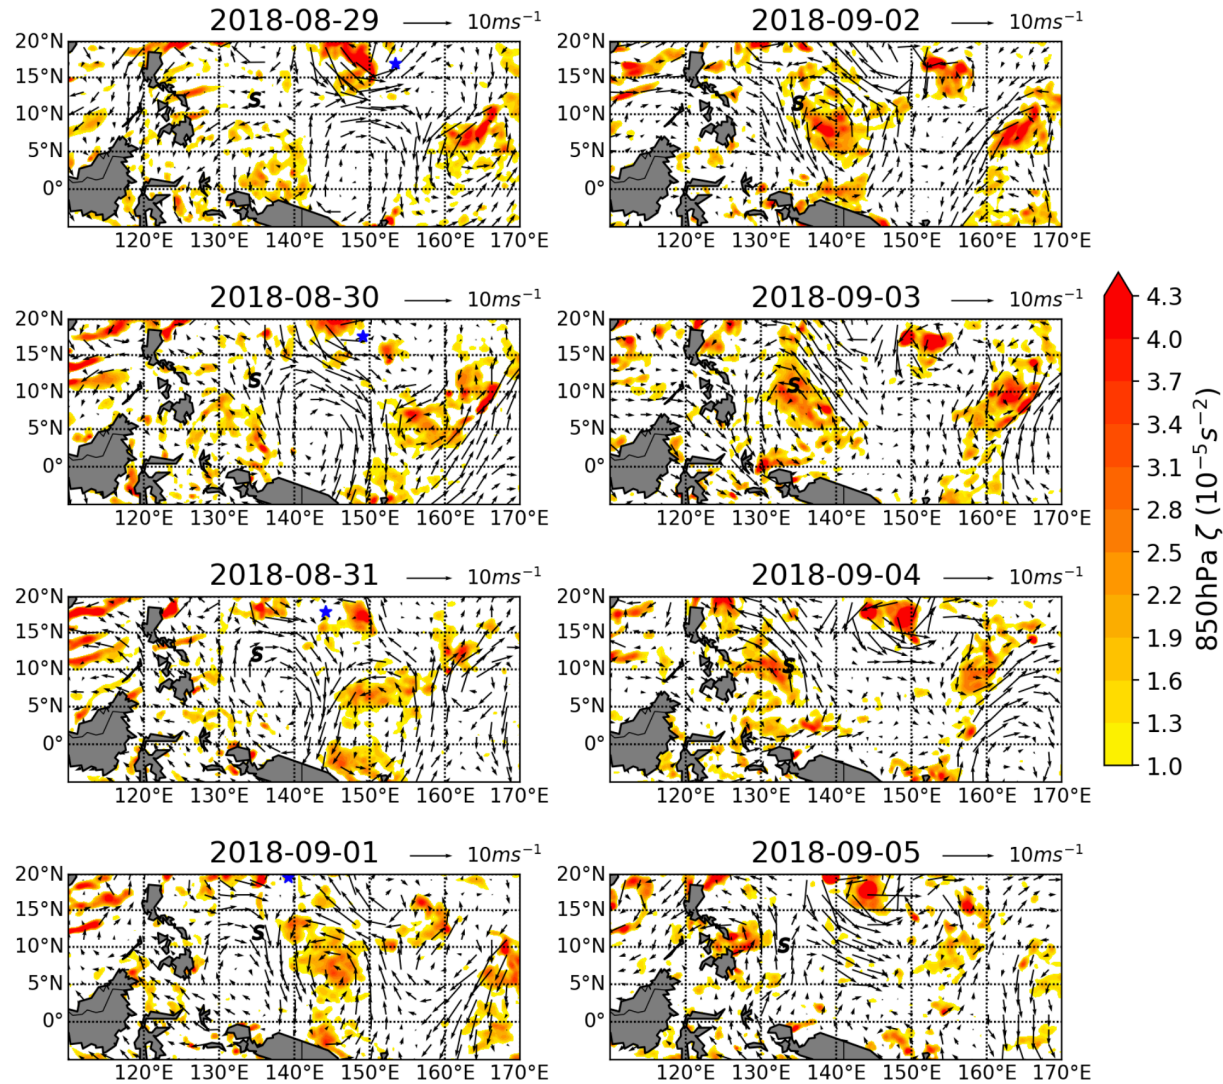 2018-08-29 10ms⁻¹
20°N
15°N
10°N
5°N
0°
S
120°E 130°E 140°E 150°E 160°E 170°E
2018-09-02 10ms⁻¹
20°N
15°N
10°N
5°N
0°
S
120°E 130°E 140°E 150°E 160°E 170°E
2018-08-30 10ms⁻¹
20°N
15°N
10°N
5°N
0°
S
120°E 130°E 140°E 150°E 160°E 170°E
2018-09-03 10ms⁻¹
20°N
15°N
10°N
5°N
0°
S
120°E 130°E 140°E 150°E 160°E 170°E
2018-08-31 10ms⁻¹
20°N
15°N
10°N
5°N
0°
S
120°E 130°E 140°E 150°E 160°E 170°E
2018-09-04 10ms⁻¹
20°N
15°N
10°N
5°N
0°
S
120°E 130°E 140°E 150°E 160°E 170°E
2018-09-01 10ms⁻¹
20°N
15°N
10°N
5°N
0°
S
120°E 130°E 140°E 150°E 160°E 170°E
2018-09-05 10ms⁻¹
20°N
15°N
10°N
5°N
0°
S
120°E 130°E 140°E 150°E 160°E 170°E
4.3
4.0
3.7
3.4
3.1
2.8
2.5
2.2
1.9
1.6
1.3
1.0
850hPa ζ (10⁻⁵s⁻²)